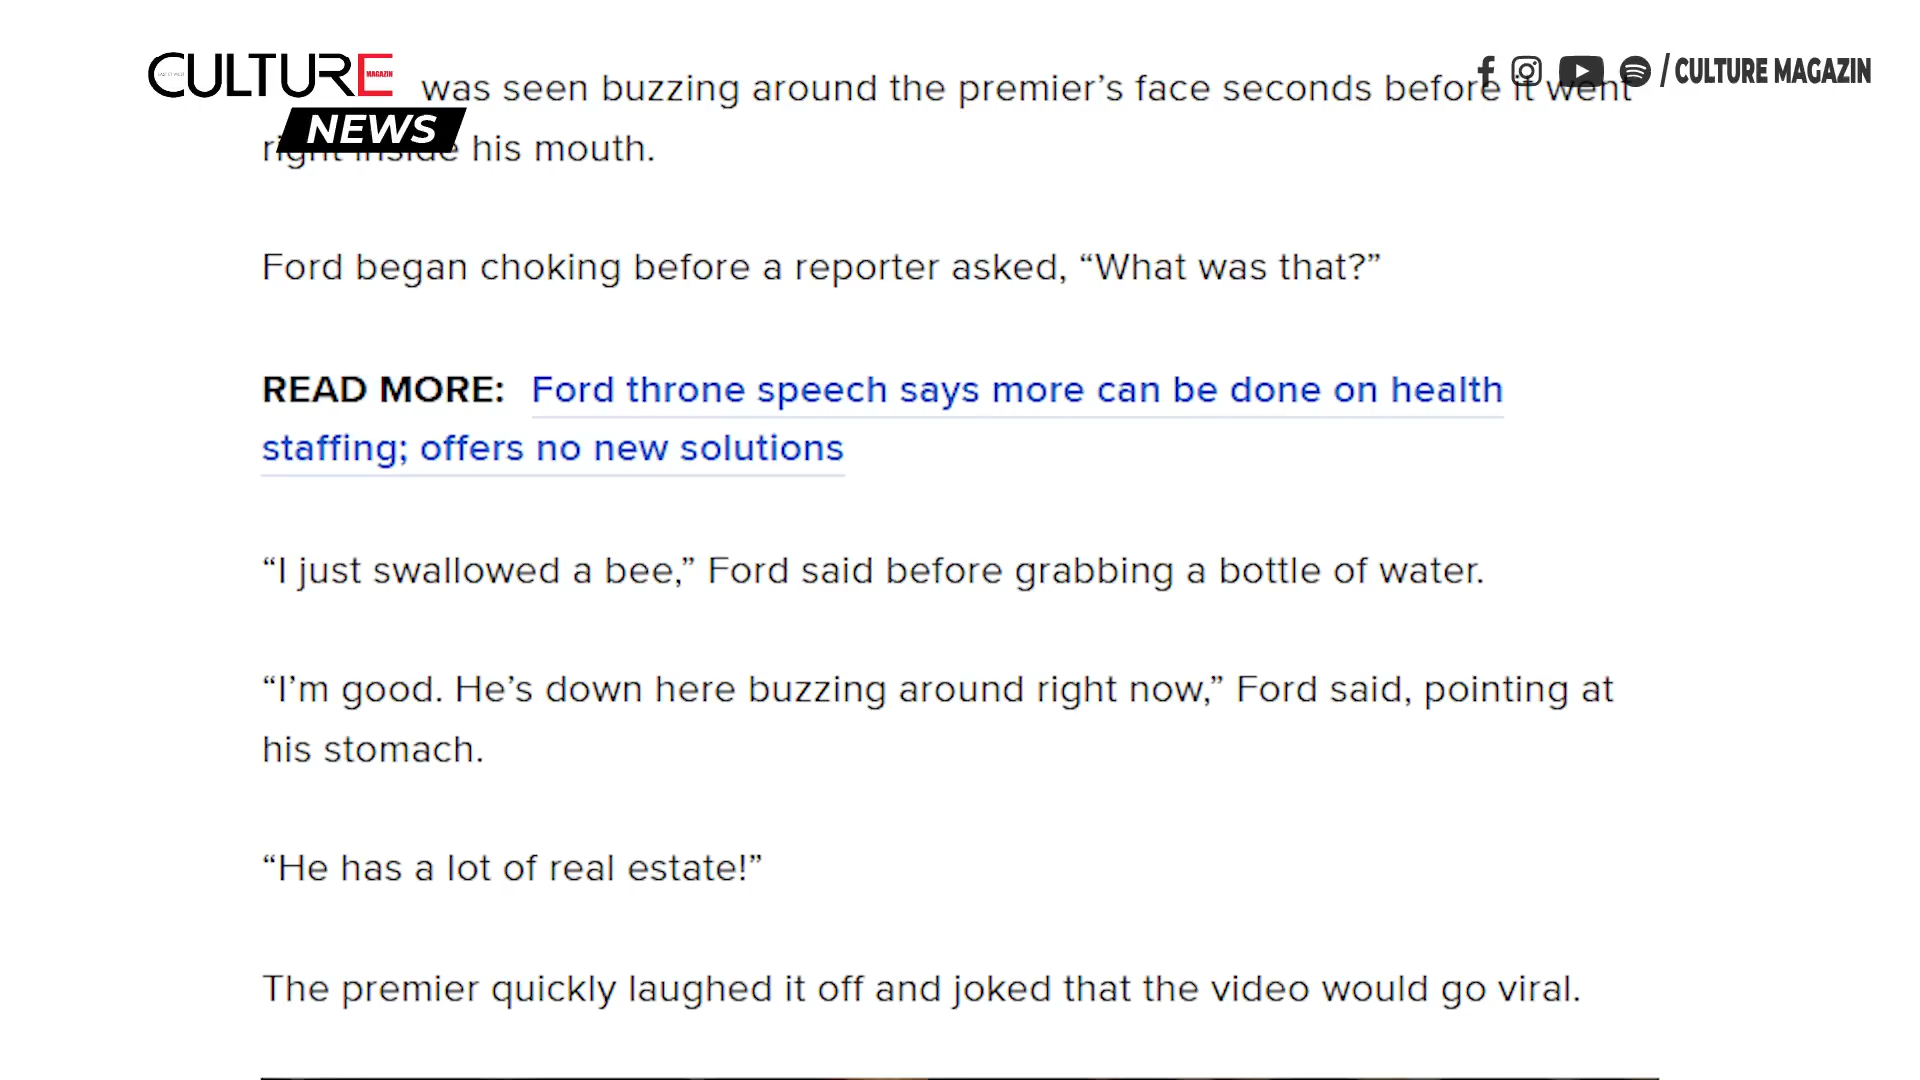 CULTURE
MAGAZIN
NEWS
/ CULTURE MAGAZIN
was seen buzzing around the premier’s face seconds before it went
right inside his mouth.
Ford began choking before a reporter asked, “What was that?”
READ MORE: Ford throne speech says more can be done on health
staffing; offers no new solutions
“I just swallowed a bee,” Ford said before grabbing a bottle of water.
“I’m good. He’s down here buzzing around right now,” Ford said, pointing at
his stomach.
“He has a lot of real estate!”
The premier quickly laughed it off and joked that the video would go viral.